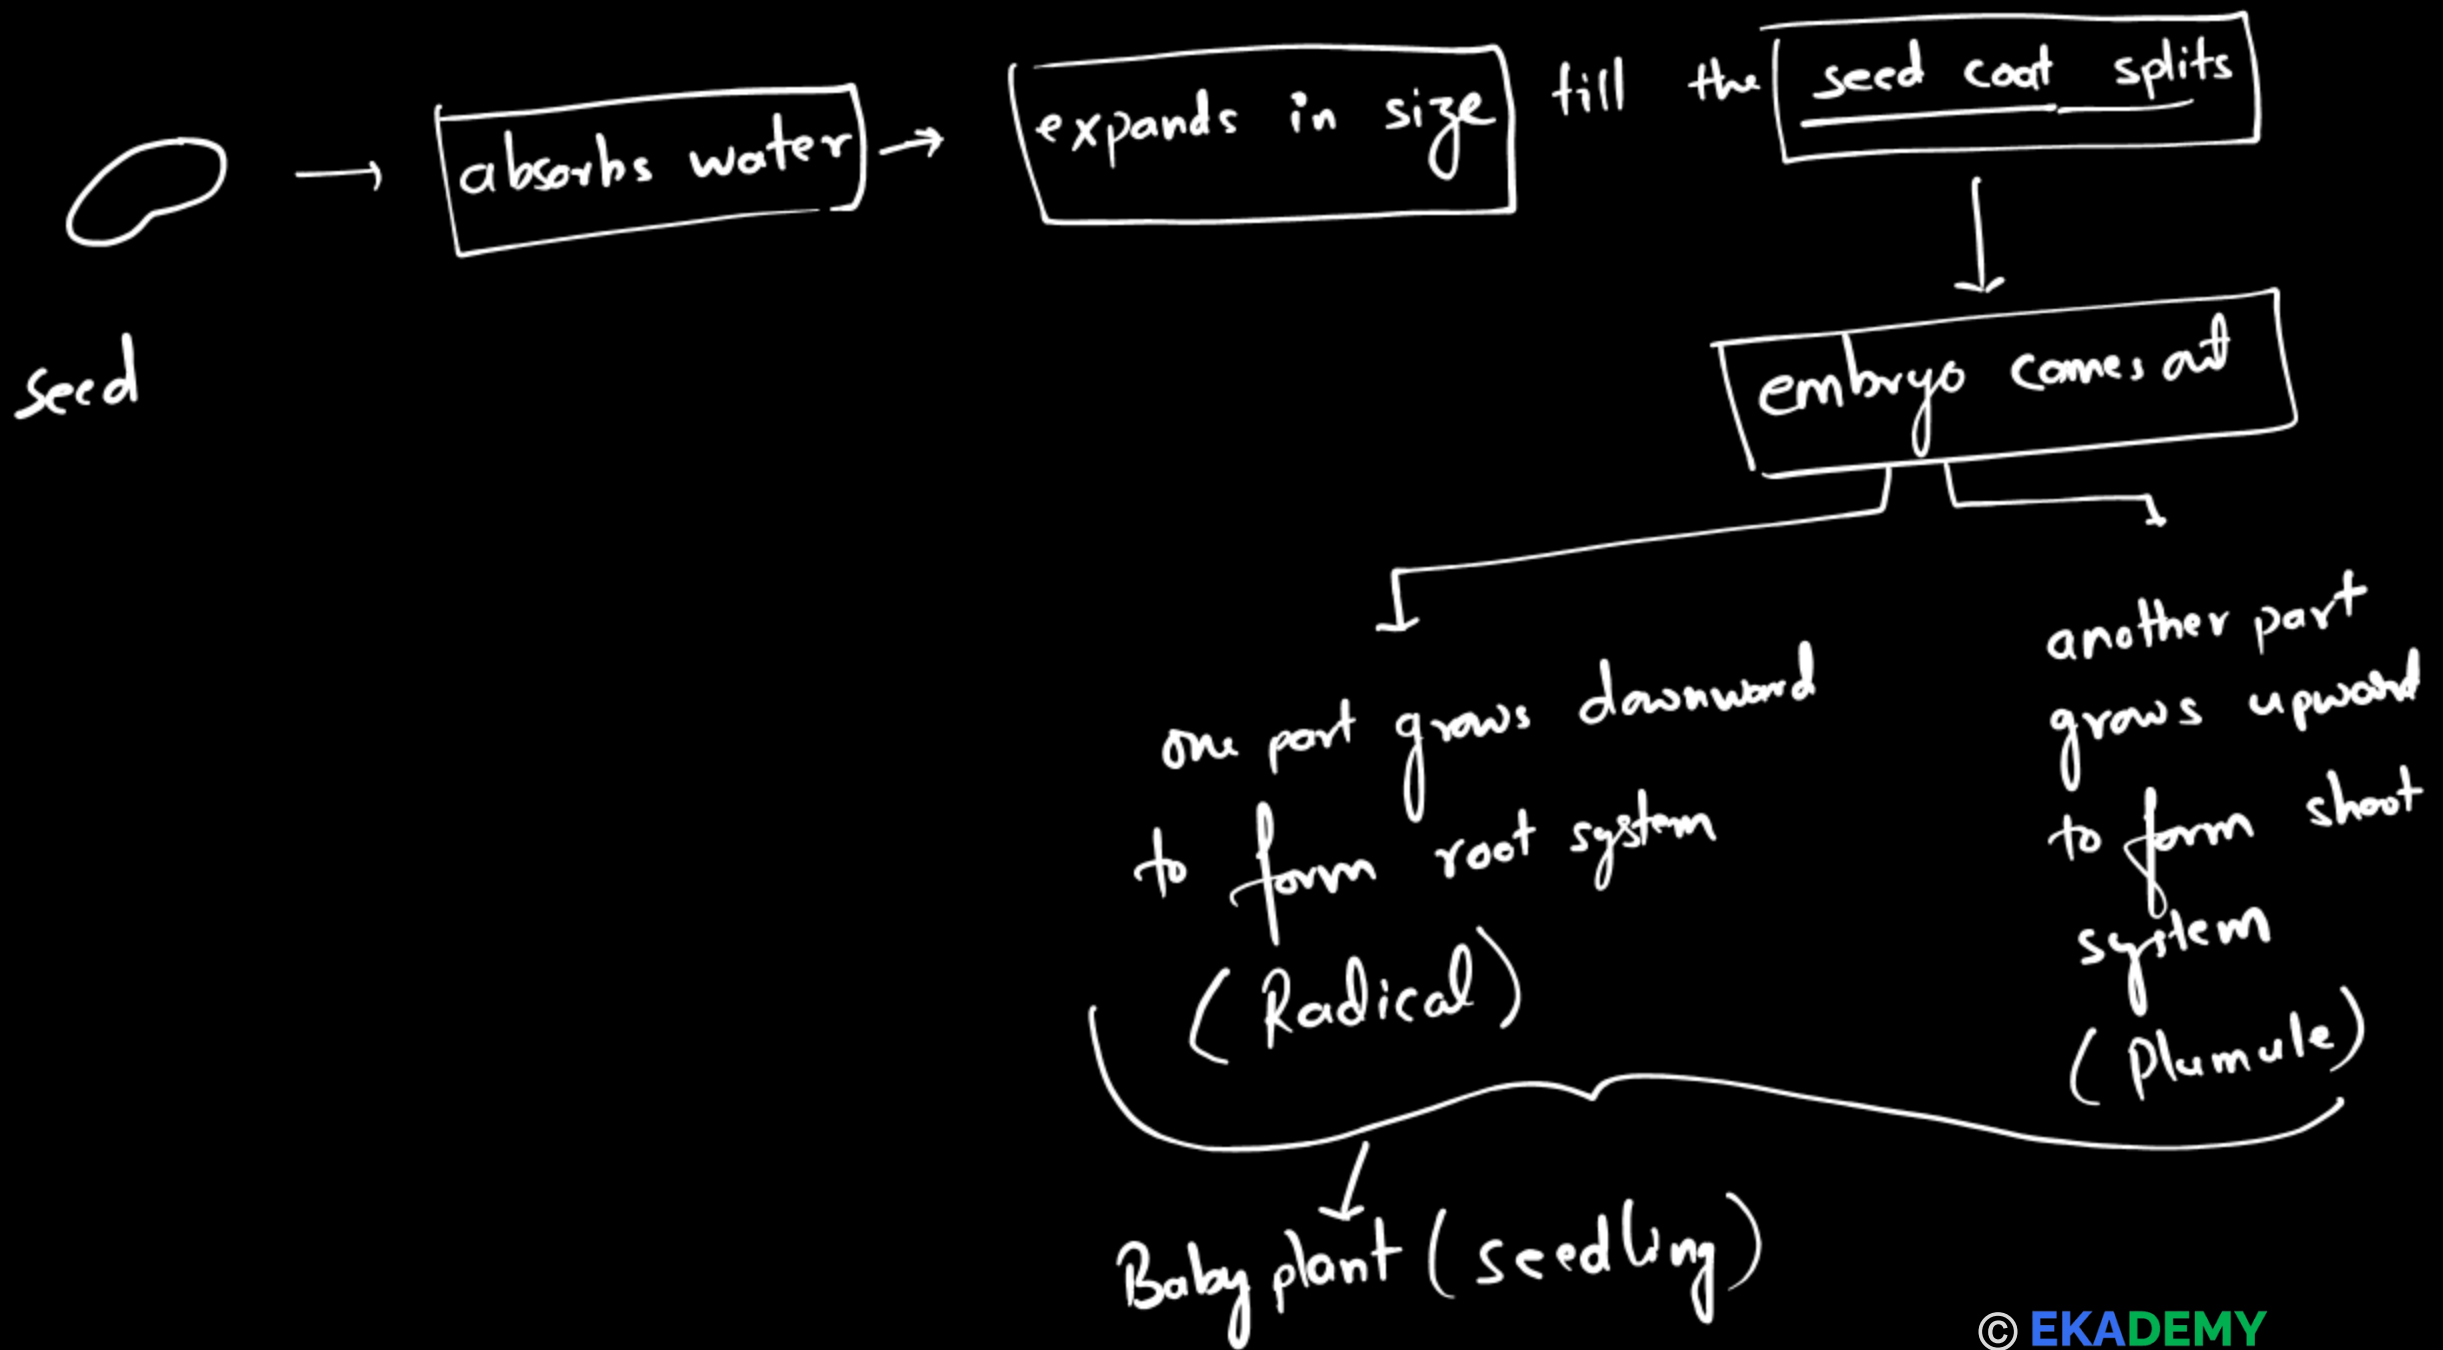 seed
absorbs water
expands in size till the seed coat splits
embryo comes out
one part grows downward
to form root system
(Radical)
another part
grows upward
to form shoot
system
(Plumule)
Baby plant (seedling)
© EKADEMY